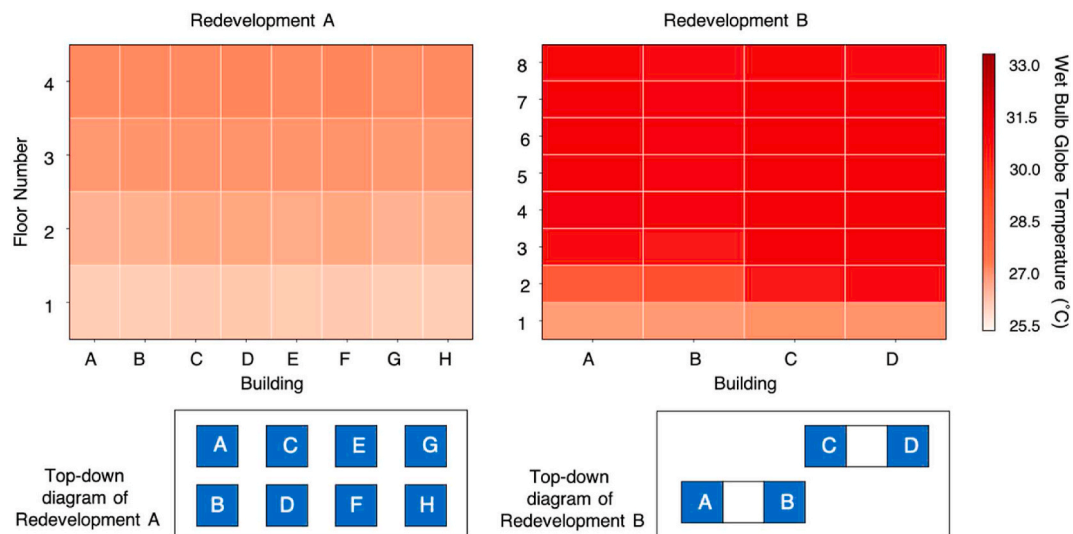 Redevelopment A
4
3
2
1
Floor Number
A B C D E F G H
Building
Redevelopment B
8
7
6
5
4
3
2
1
A B C D
Building
33.0
31.5
30.0
28.5
27.0
25.5
Wet Bulb Globe Temperature (°C)
Top-down
diagram of
Redevelopment A
A C E G
B D F H
Top-down
diagram of
Redevelopment B
C D
A B